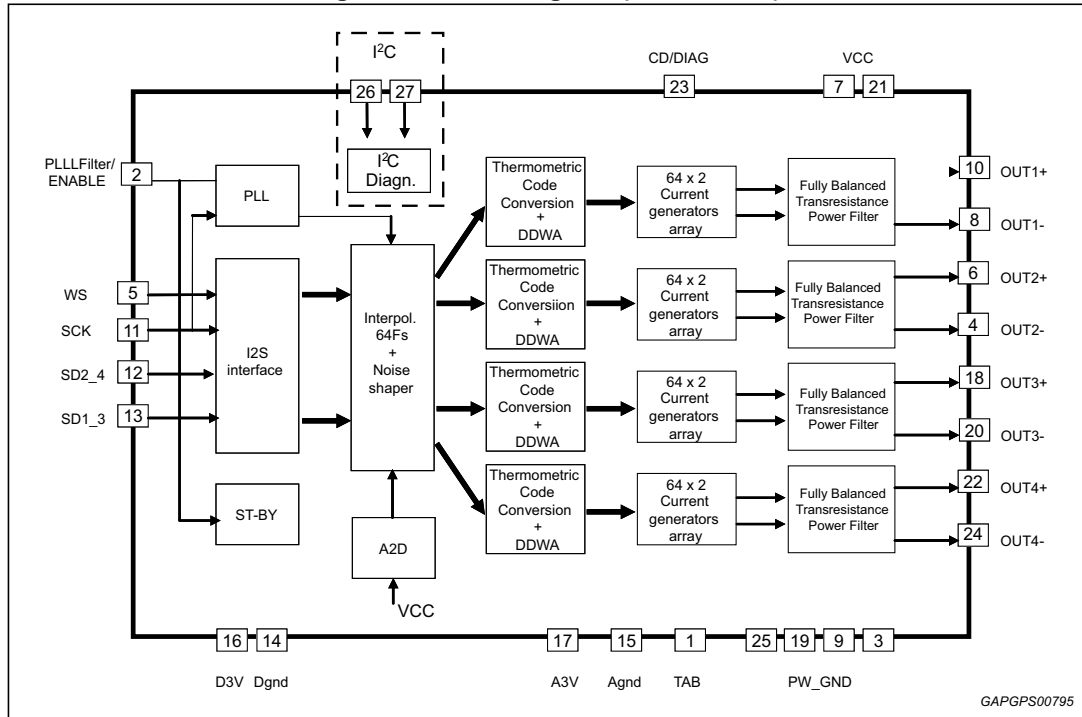 I²C
CD/DIAG
VCC
26
27
23
7
21
PLLLFilter/
ENABLE
2
PLL
I²C
Diagn.
Thermometric
Code
Conversion
+
DDWA
64 x 2
Current
generators
array
Fully Balanced
Transresistance
Power Filter
10
OUT1+
8
OUT1-
WS
5
SCK
11
SD2_4
12
SD1_3
13
I2S
interface
Interpol.
64Fs
+
Noise
shaper
Thermometric
Code
Conversiion
+
DDWA
64 x 2
Current
generators
array
Fully Balanced
Transresistance
Power Filter
6
OUT2+
4
OUT2-
Thermometric
Code
Conversion
+
DDWA
64 x 2
Current
generators
array
Fully Balanced
Transresistance
Power Filter
18
OUT3+
20
OUT3-
ST-BY
A2D
VCC
Thermometric
Code
Conversion
+
DDWA
64 x 2
Current
generators
array
Fully Balanced
Transresistance
Power Filter
22
OUT4+
24
OUT4-
16
14
17
15
1
25
19
9
3
D3V
Dgnd
A3V
Agnd
TAB
PW_GND
GAPGPS00795